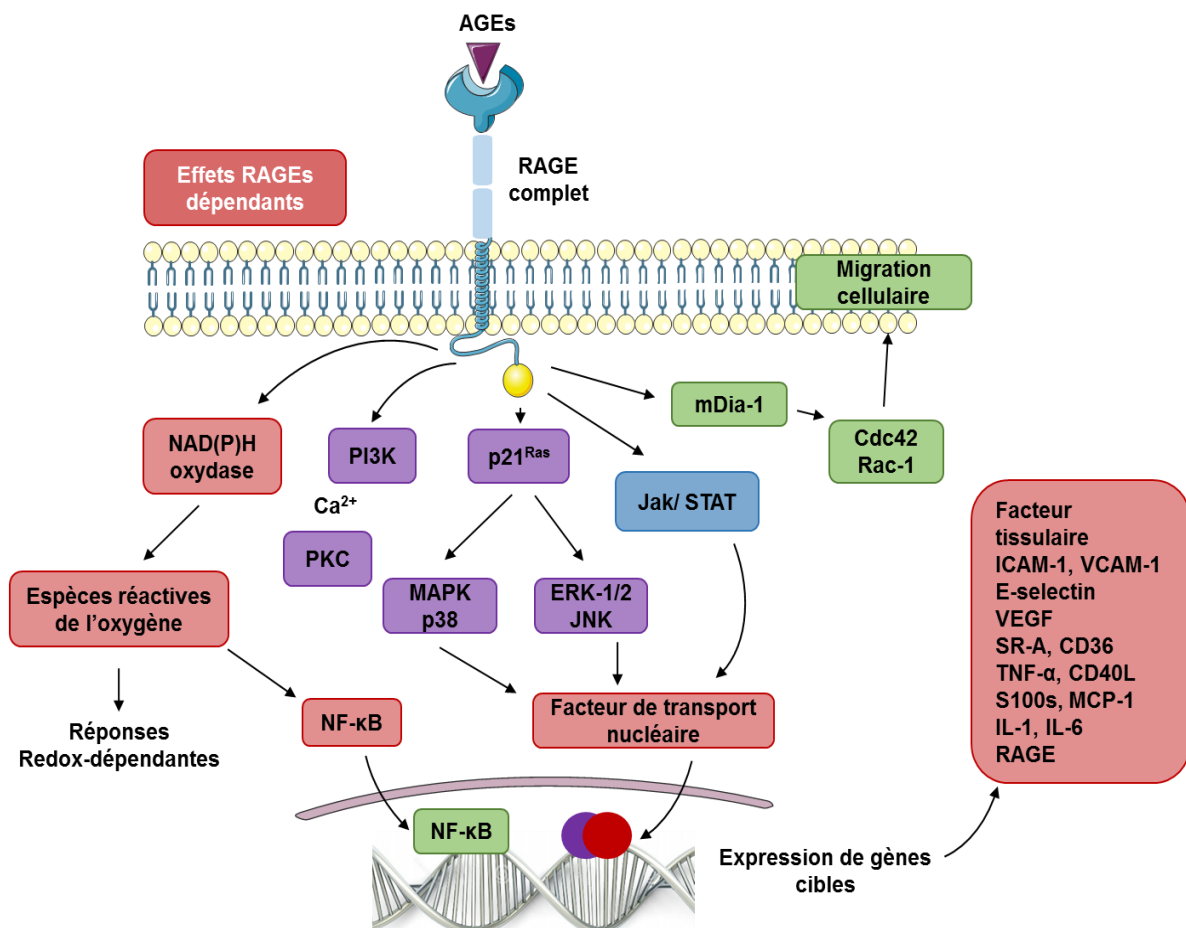 AGEs
RAGE
complet
Effets RAGEs
dépendants
Migration
cellulaire
mDia-1
Cdc42
Rac-1
NAD(P)H
oxydase
PI3K
p21ᴿᵃˢ
Jak/ STAT
Ca²⁺
PKC
MAPK
p38
ERK-1/2
JNK
Espèces réactives
de l’oxygène
Facteur
tissulaire
ICAM-1, VCAM-1
E-selectin
VEGF
SR-A, CD36
TNF-α, CD40L
S100s, MCP-1
IL-1, IL-6
RAGE
NF-κB
Facteur de transport
nucléaire
Réponses
Redox-dépendantes
NF-κB
Expression de gènes
cibles